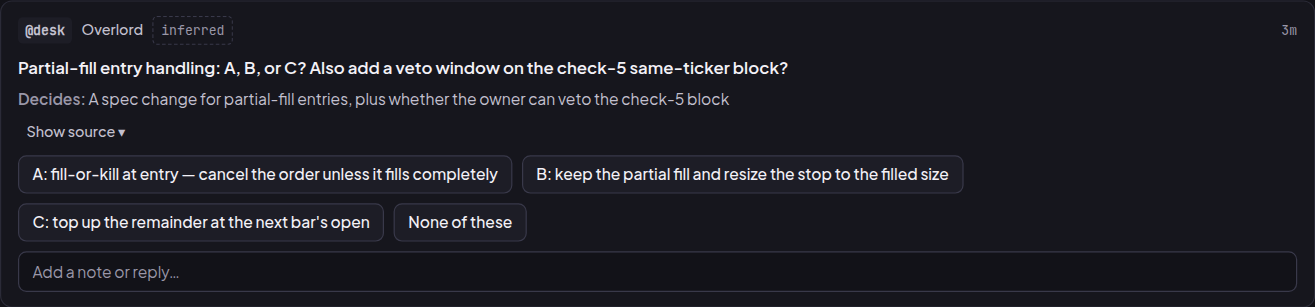 @desk Overlord inferred 3m
Partial-fill entry handling: A, B, or C? Also add a veto window on the check-5 same-ticker block?
Decides: A spec change for partial-fill entries, plus whether the owner can veto the check-5 block
Show source ▾
A: fill-or-kill at entry — cancel the order unless it fills completely B: keep the partial fill and resize the stop to the filled size
C: top up the remainder at the next bar's open None of these
Add a note or reply…